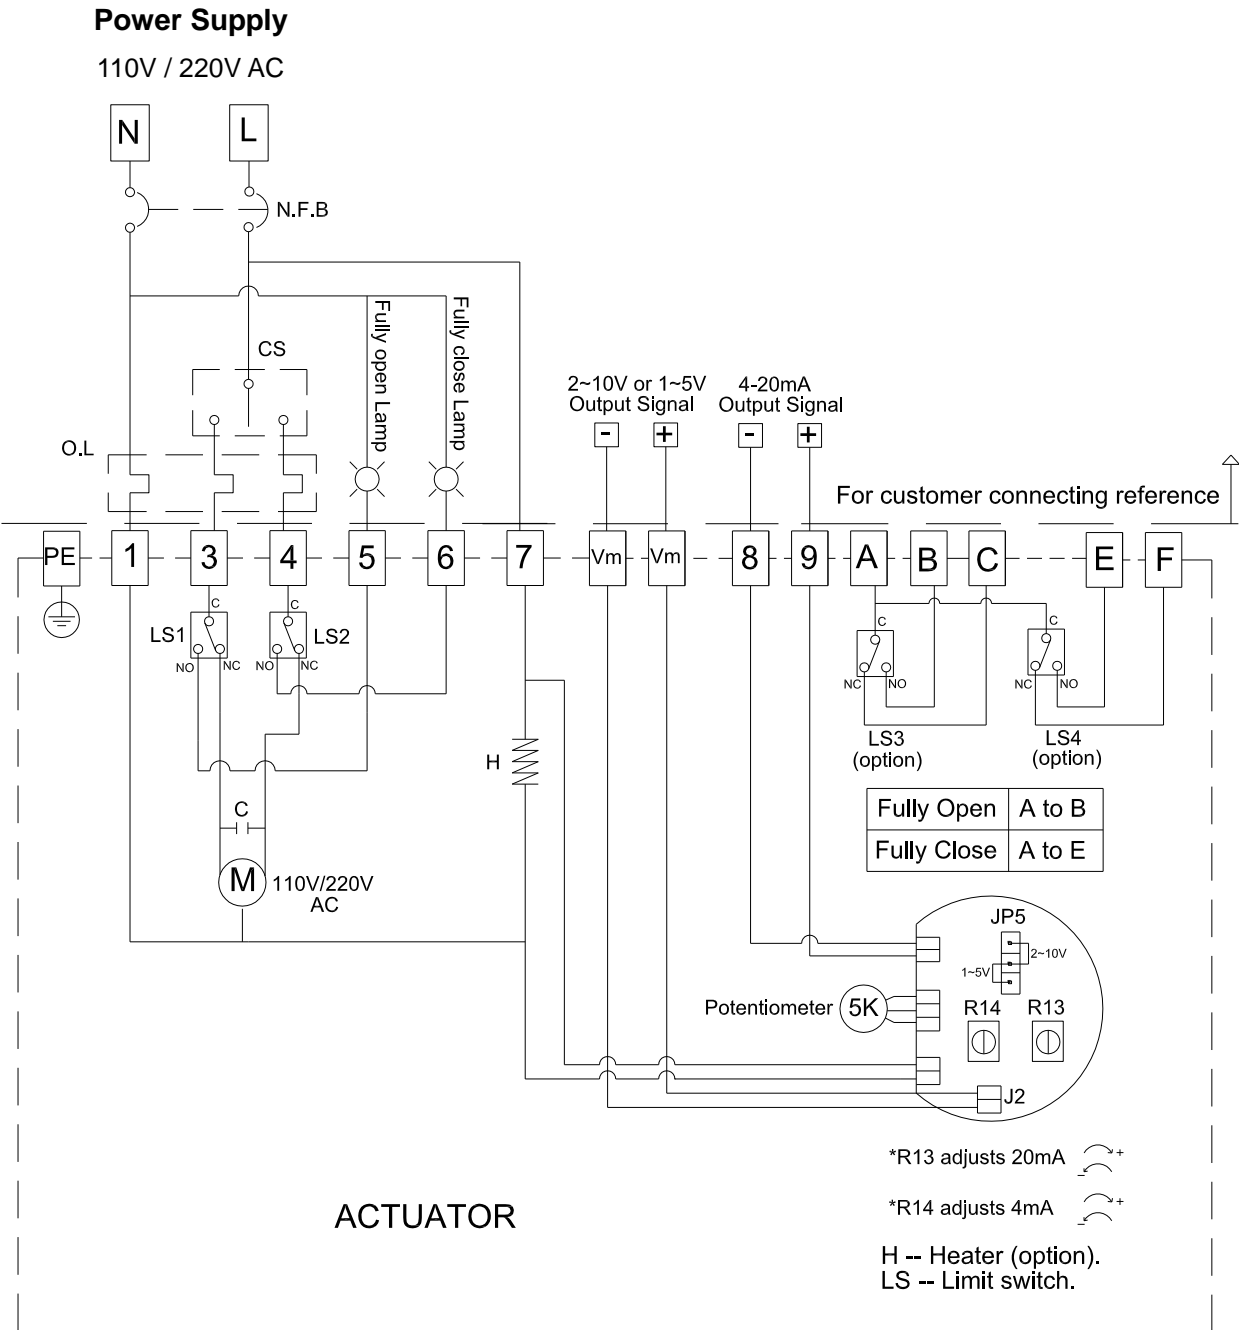 Power Supply
110V / 220V AC
N L
N.F.B
Fully open Lamp
Fully close Lamp
CS
O.L
2~10V or 1~5V
Output Signal
4-20mA
Output Signal
- + - +
For customer connecting reference
PE 1 3 4 5 6 7 Vm Vm 8 9 A B C E F
C C
LS1 LS2
NO NC NO NC
C C
NC NO NC NO
LS3
(option)
LS4
(option)
H
C
M
110V/220V
AC
Fully Open A to B
Fully Close A to E
JP5
2~10V
1~5V
Potentiometer 5K
R14 R13
J2
*R13 adjusts 20mA + -
*R14 adjusts 4mA + -
ACTUATOR
H -- Heater (option).
LS -- Limit switch.